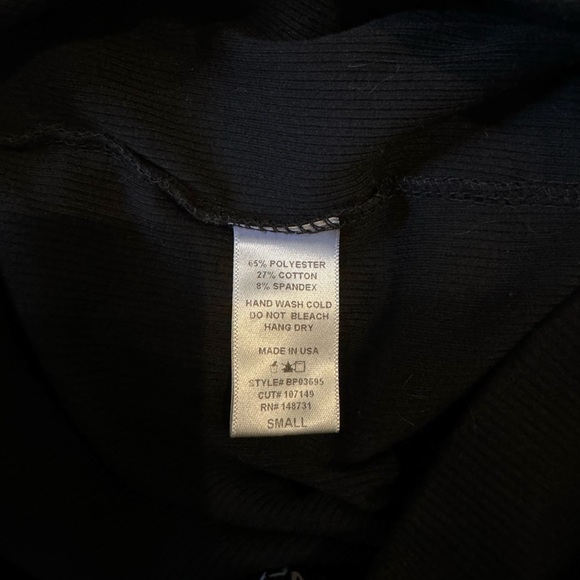 65% POLYESTER
27% COTTON
8% SPANDEX
HAND WASH COLD
DO NOT BLEACH
HANG DRY
MADE IN USA
STYLE# BP03695
CUT# 107149
RN# 148731
SMALL